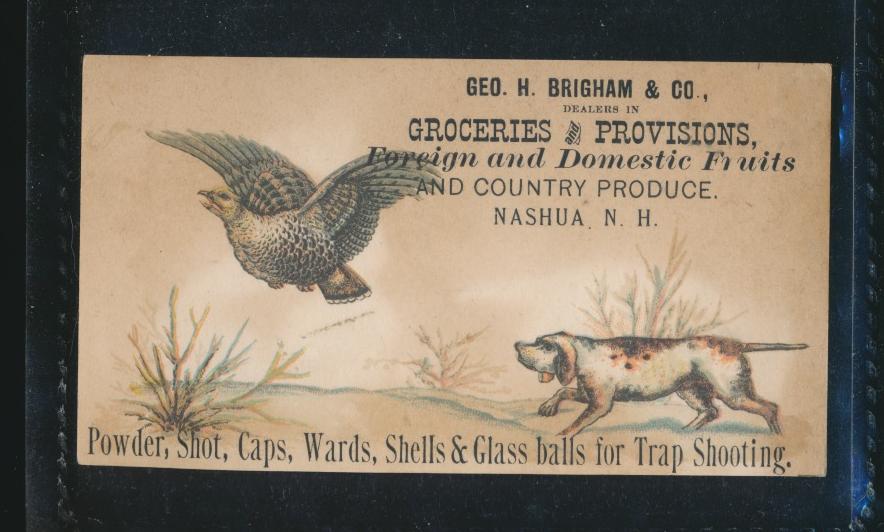 GEO. H. BRIGHAM & CO.,
DEALERS IN
GROCERIES and PROVISIONS,
Foreign and Domestic Fruits
AND COUNTRY PRODUCE.
NASHUA. N. H.
Powder, Shot, Caps, Wards, Shells & Glass balls for Trap Shooting.